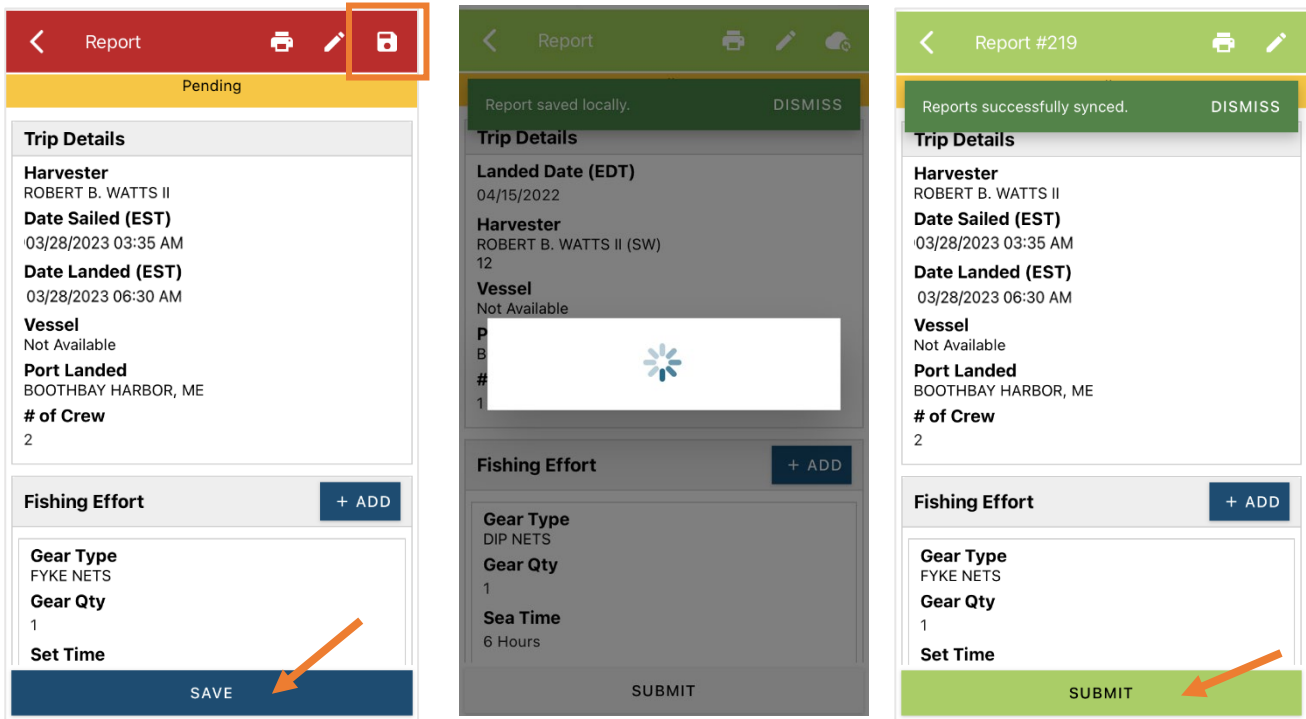 Report
Pending
Trip Details
Harvester
ROBERT B. WATTS II
Date Sailed (EST)
03/28/2023 03:35 AM
Date Landed (EST)
03/28/2023 06:30 AM
Vessel
Not Available
Port Landed
BOOTHBAY HARBOR, ME
# of Crew
2
Fishing Effort
+ ADD
Gear Type
FYKE NETS
Gear Qty
1
Set Time
SAVE
Report
Report saved locally.
DISMISS
Trip Details
Landed Date (EDT)
04/15/2022
Harvester
ROBERT B. WATTS II (SW)
12
Vessel
Not Available
P
B
#
1
Fishing Effort
+ ADD
Gear Type
DIP NETS
Gear Qty
1
Sea Time
6 Hours
SUBMIT
Report #219
Reports successfully synced.
DISMISS
Trip Details
Harvester
ROBERT B. WATTS II
Date Sailed (EST)
03/28/2023 03:35 AM
Date Landed (EST)
03/28/2023 06:30 AM
Vessel
Not Available
Port Landed
BOOTHBAY HARBOR, ME
# of Crew
2
Fishing Effort
+ ADD
Gear Type
FYKE NETS
Gear Qty
1
Set Time
SUBMIT